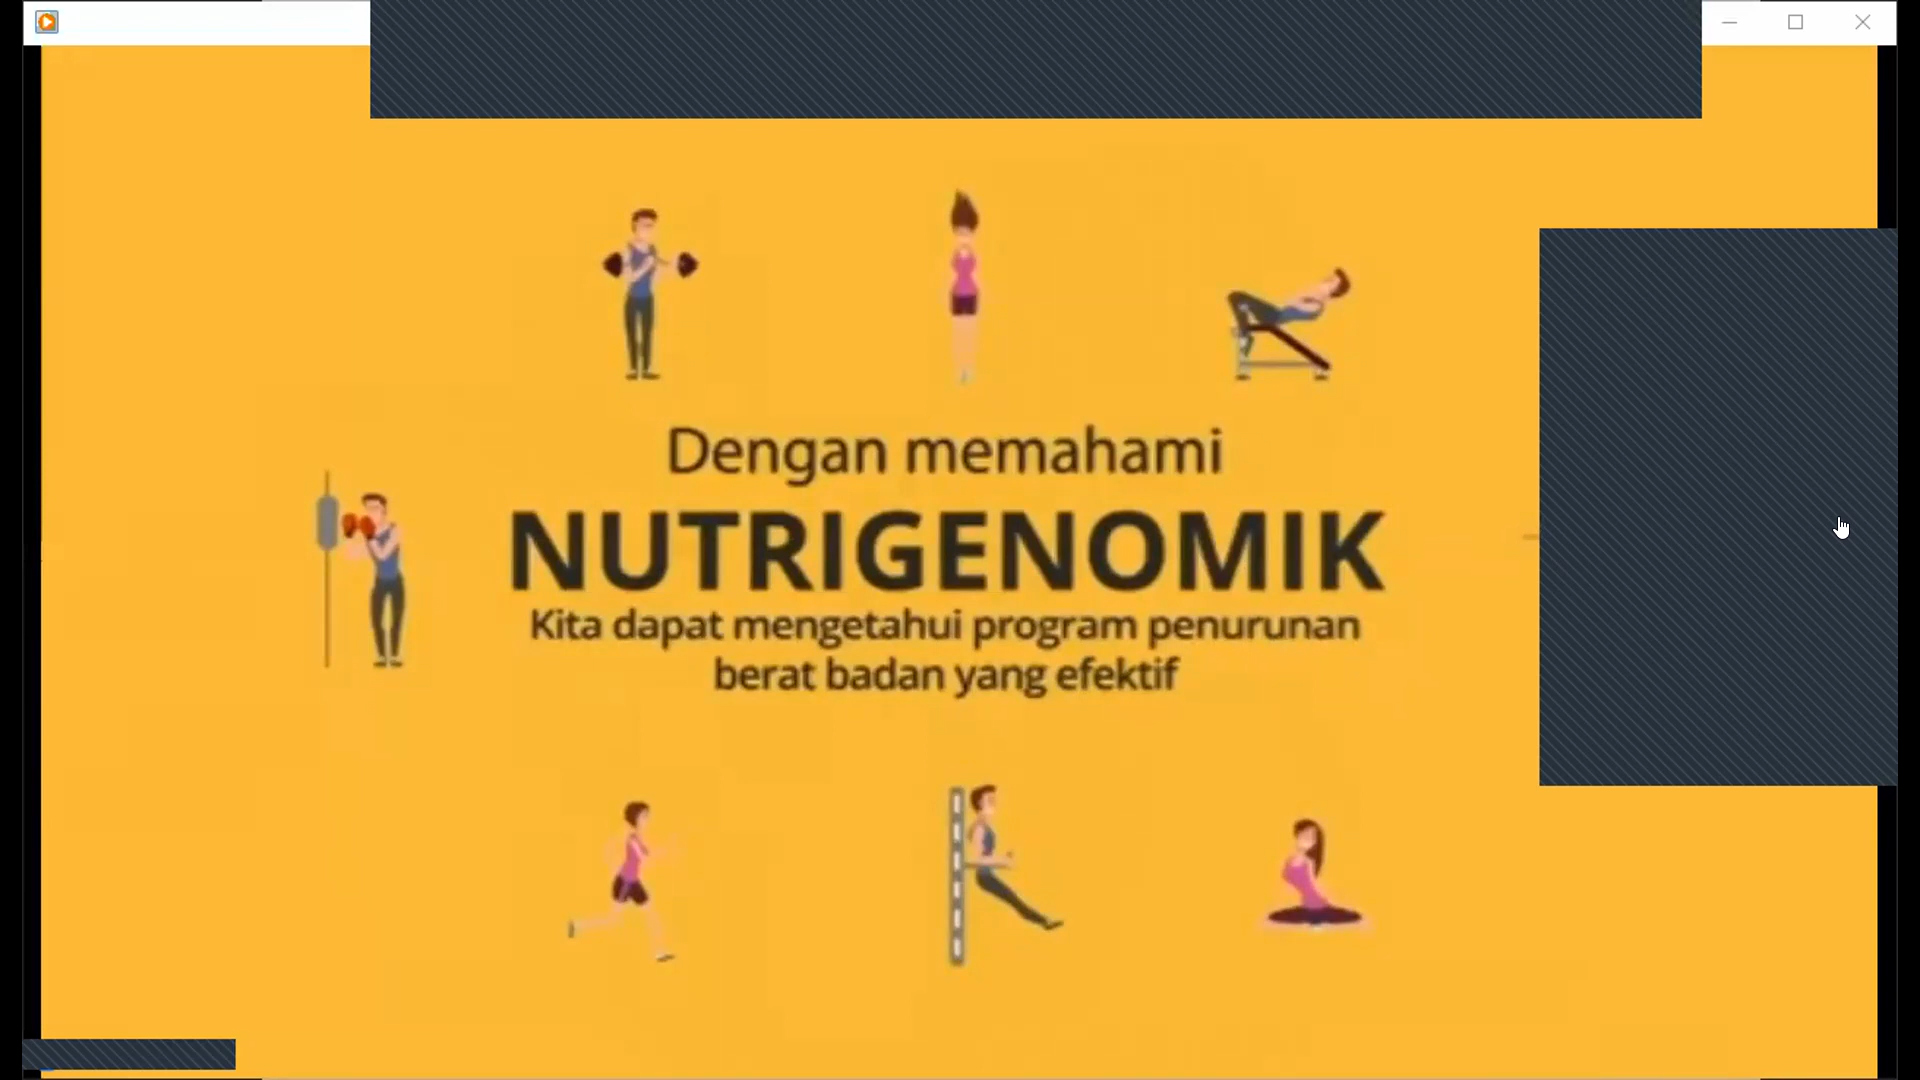 Dengan memahami
NUTRIGENOMIK
Kita dapat mengetahui program penurunan
berat badan yang efektif